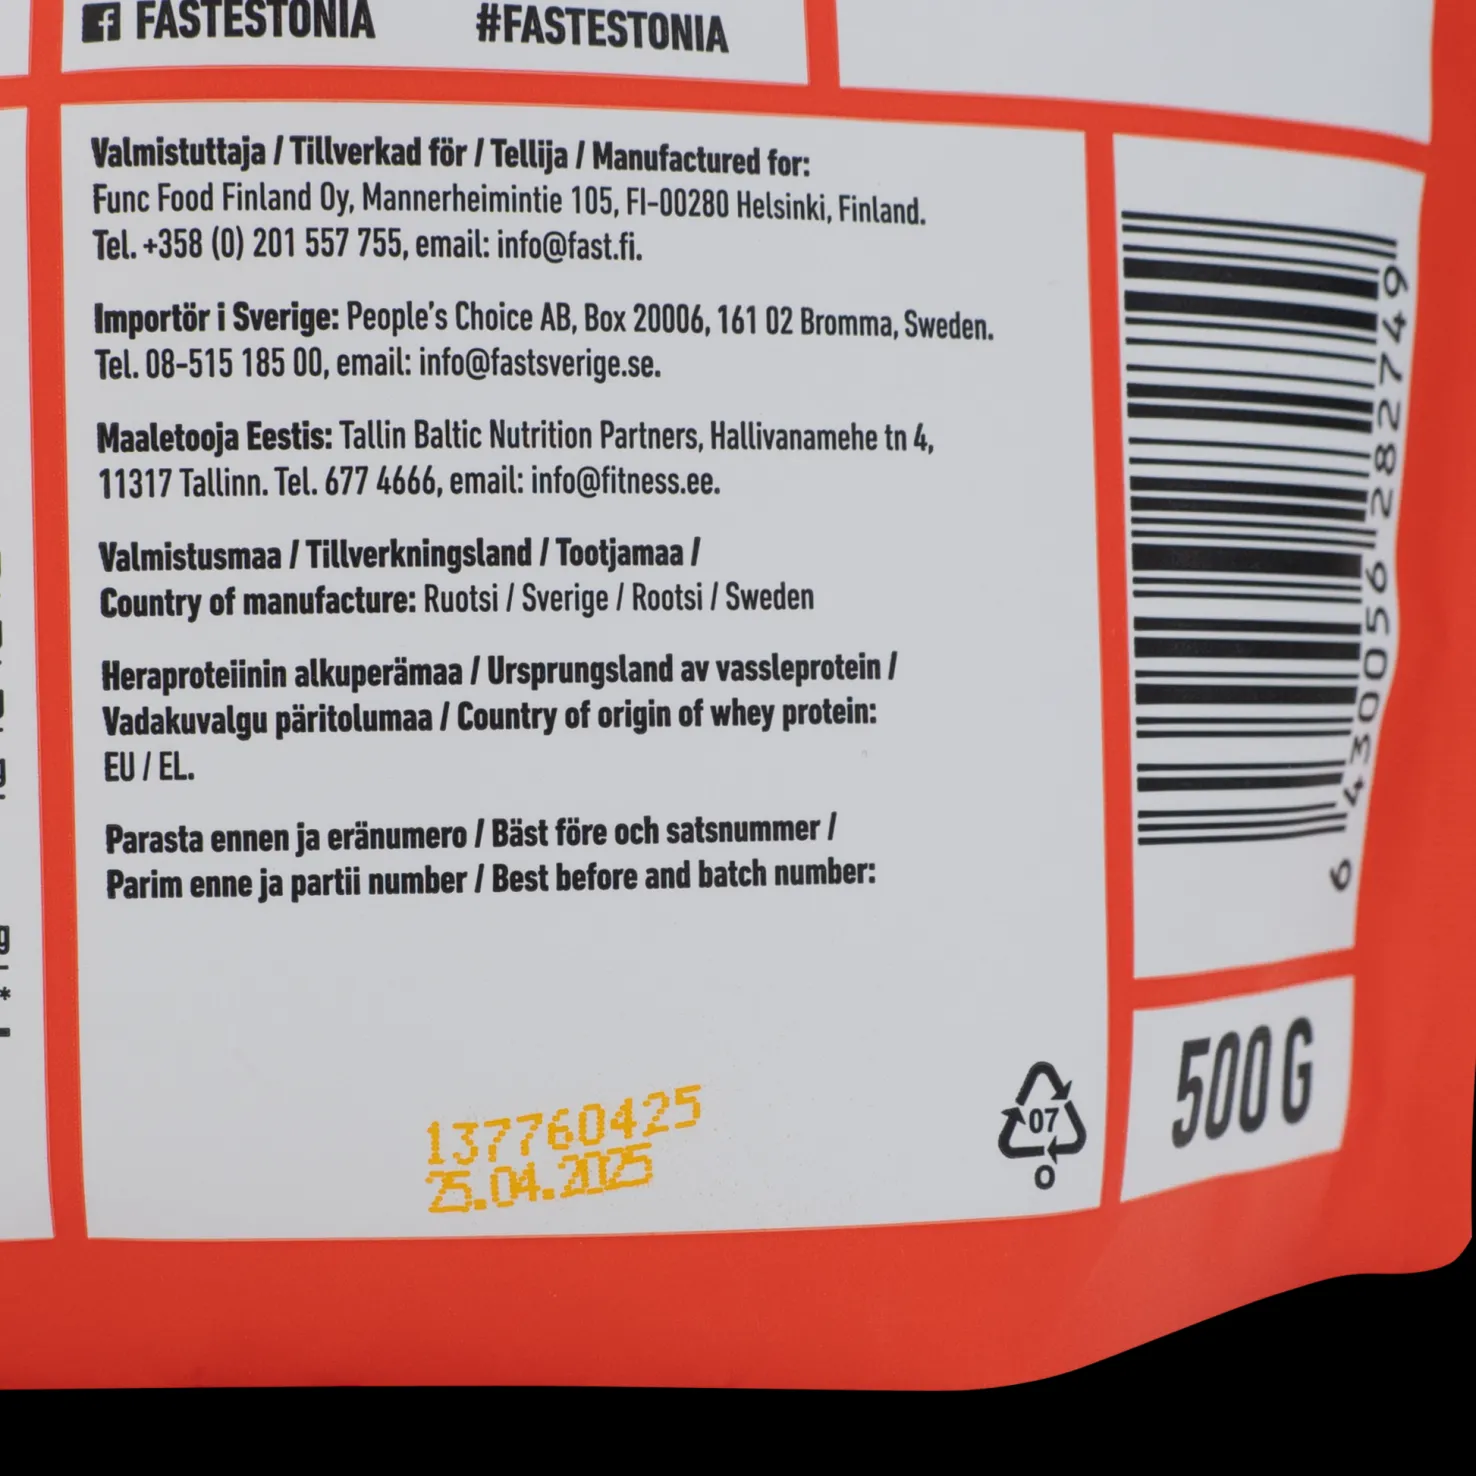 FASTESTONIA #FASTESTONIA
Valmistuttaja / Tillverkad för / Tellija / Manufactured for:
Func Food Finland Oy, Mannerheimintie 105, FI-00280 Helsinki, Finland.
Tel. +358 (0) 201 557 755, email: info@fast.fi.
Importör i Sverige: People's Choice AB, Box 20006, 161 02 Bromma, Sweden.
Tel. 08-515 185 00, email: info@fastsverige.se.
Maaletooja Eestis: Tallin Baltic Nutrition Partners, Hallivanamehe tn 4,
11317 Tallinn. Tel. 677 4666, email: info@fitness.ee.
Valmistusmaa / Tillverkningsland / Tootjamaa /
Country of manufacture: Ruotsi / Sverige / Rootsi / Sweden
Heraproteiinin alkuperämaa / Ursprungsland av vassleprotein /
Vadakuvalgu päritolumaa / Country of origin of whey protein:
EU / EL.
Parasta ennen ja eränumero / Bäst före och satsnummer /
Parim enne ja partii number / Best before and batch number:
137760425
25.04.2025
07
O
6 430056 282749
500 G